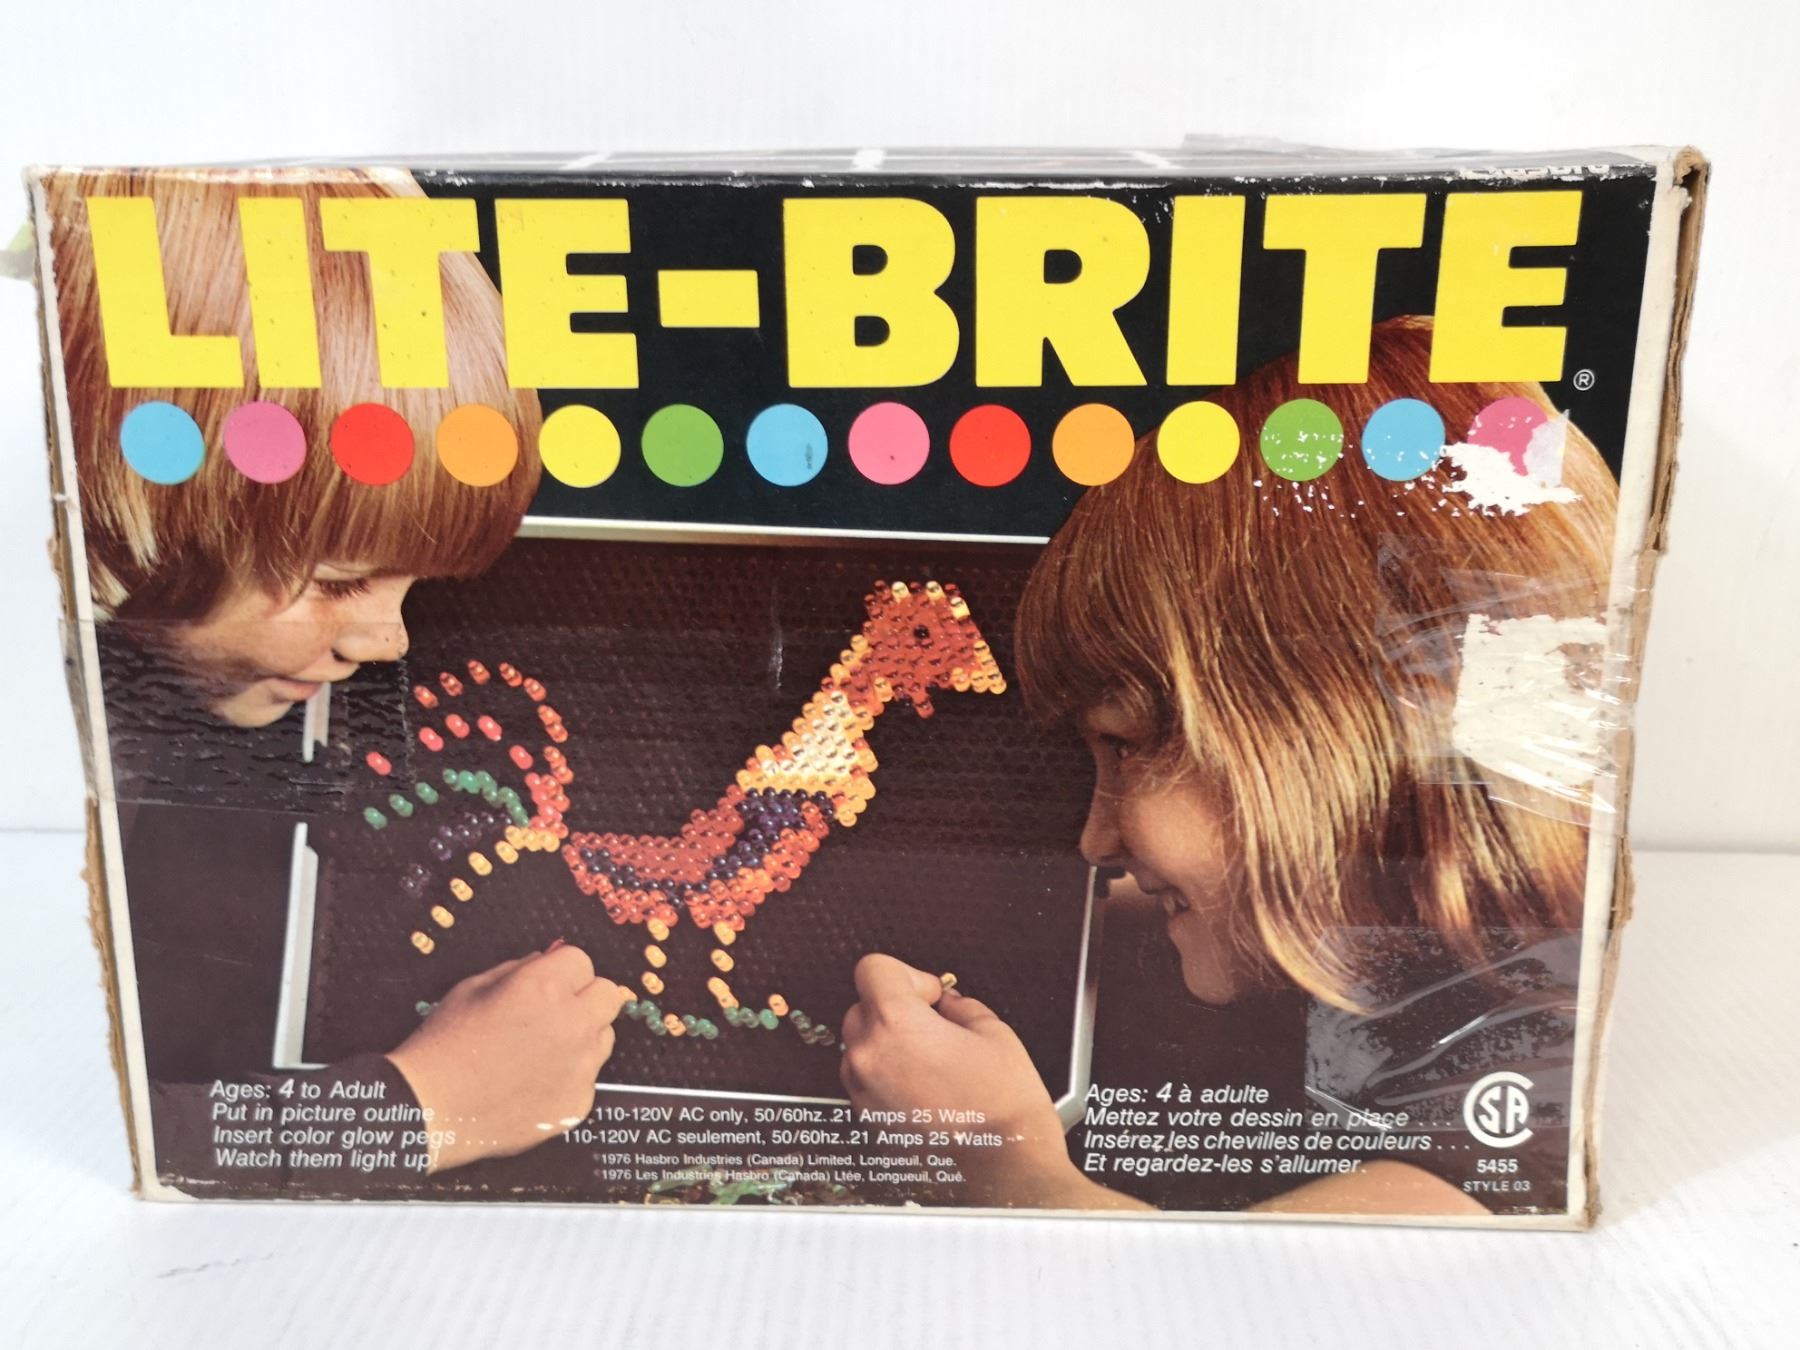 LITE-BRITE®
Ages: 4 to Adult
Put in picture outline . . .
Insert color glow pegs . . .
Watch them light up!
110-120V AC only, 50/60hz..21 Amps 25 Watts
110-120V AC seulement, 50/60hz..21 Amps 25 Watts
©1976 Hasbro Industries (Canada) Limited, Longueuil, Que.
©1976 Les Industries Hasbro (Canada) Ltée, Longueuil, Qué.
Ages: 4 à adulte
Mettez votre dessin en place . . .
Insérez les chevilles de couleurs . . .
Et regardez-les s'allumer.
SA
5455
STYLE 03